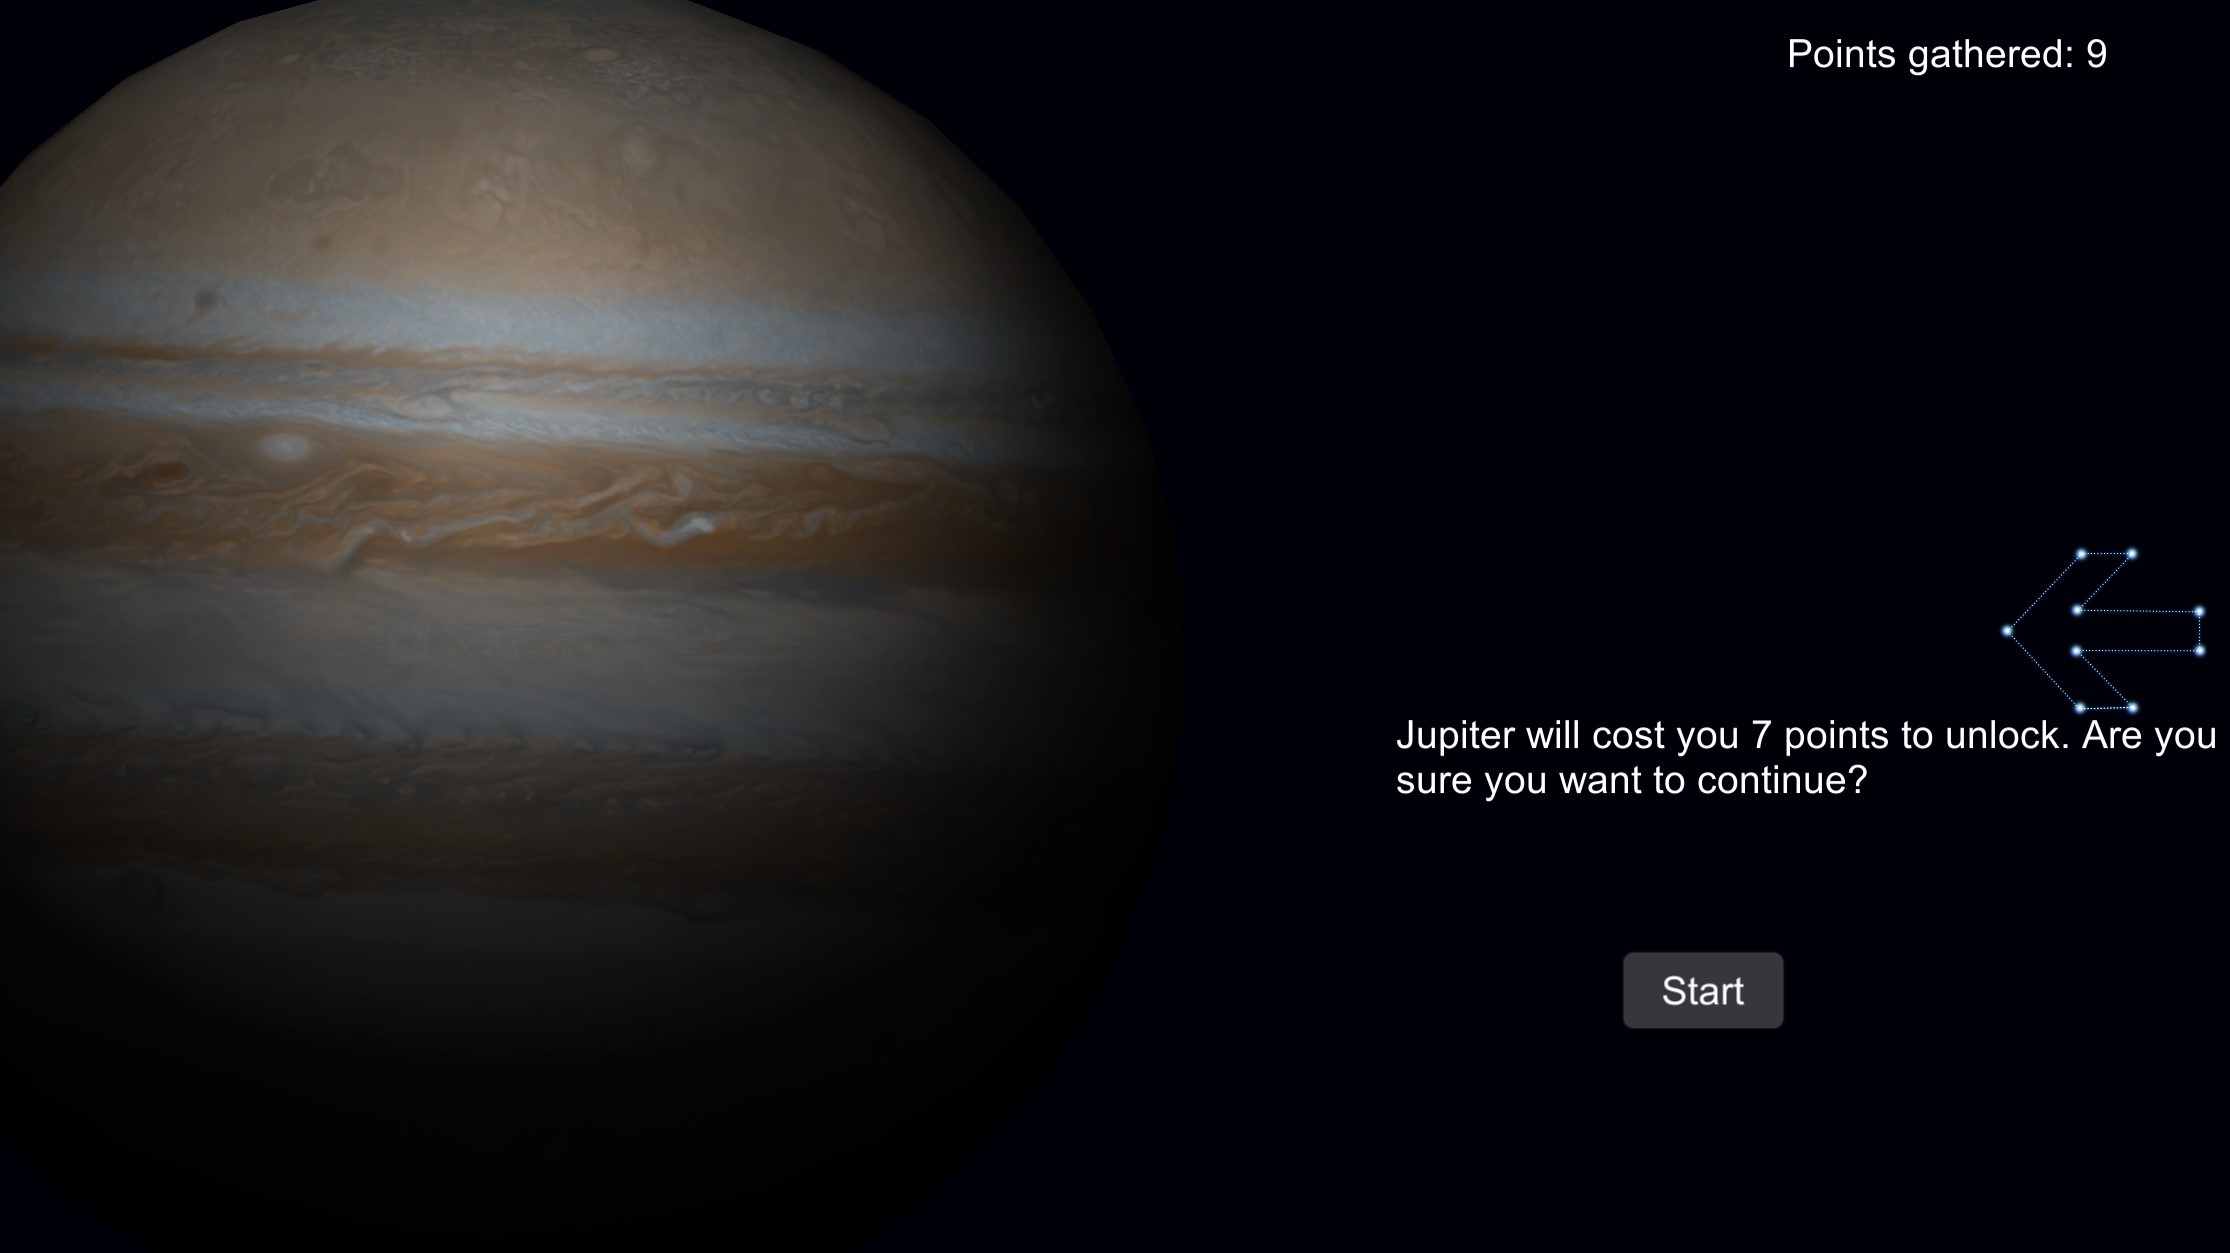 Points gathered: 9
Jupiter will cost you 7 points to unlock. Are you
sure you want to continue?
Start